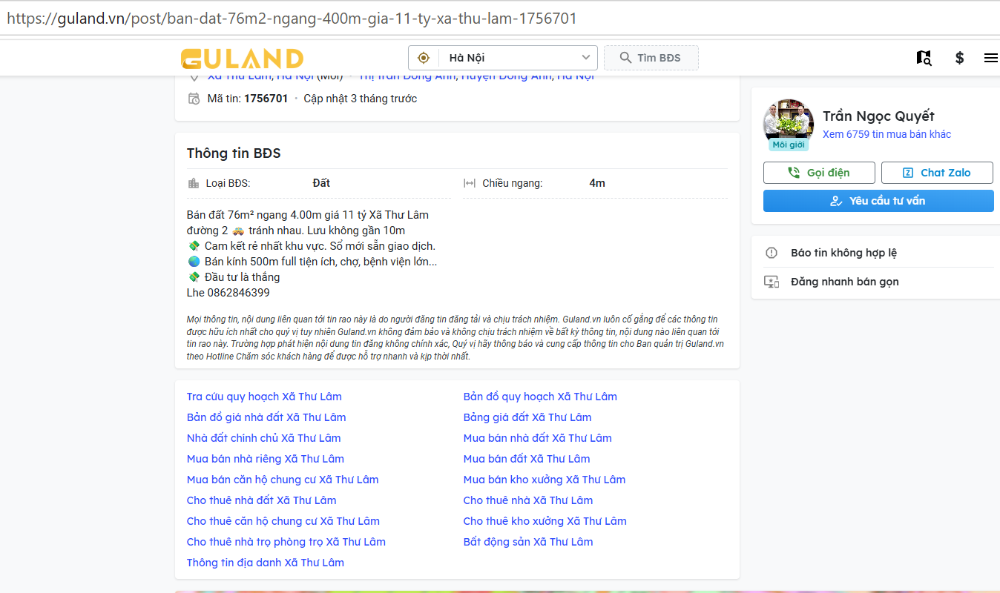 https://guland.vn/post/ban-dat-76m2-ngang-400m-gia-11-ty-xa-thu-lam-1756701
GULAND
Hà Nội
Tìm BĐS
$
Xã Thư Lâm, Hà Nội (Mới) · Thị trấn Đông Anh, Huyện Đông Anh, Hà Nội
Mã tin: 1756701 · Cập nhật 3 tháng trước
Thông tin BĐS
Loại BĐS: Đất
Chiều ngang: 4m
Bán đất 76m² ngang 4.00m giá 11 tỷ Xã Thư Lâm
đường 2 🚕 tránh nhau. Lưu không gần 10m
💸 Cam kết rẻ nhất khu vực. Sổ mới sẵn giao dịch.
🌏 Bán kính 500m full tiện ích, chợ, bệnh viện lớn...
💸 Đầu tư là thắng
Lhe 0862846399
Mọi thông tin, nội dung liên quan tới tin rao này là do người đăng tin đăng tải và chịu trách nhiệm. Guland.vn luôn cố gắng để các thông tin
được hữu ích nhất cho quý vị tuy nhiên Guland.vn không đảm bảo và không chịu trách nhiệm về bất kỳ thông tin, nội dung nào liên quan tới
tin rao này. Trường hợp phát hiện nội dung tin đăng không chính xác, Quý vị hãy thông báo và cung cấp thông tin cho Ban quản trị Guland.vn
theo Hotline Chăm sóc khách hàng để được hỗ trợ nhanh và kịp thời nhất.
Tra cứu quy hoạch Xã Thư Lâm
Bản đồ quy hoạch Xã Thư Lâm
Bản đồ giá nhà đất Xã Thư Lâm
Bảng giá đất Xã Thư Lâm
Nhà đất chính chủ Xã Thư Lâm
Mua bán nhà đất Xã Thư Lâm
Mua bán nhà riêng Xã Thư Lâm
Mua bán đất Xã Thư Lâm
Mua bán căn hộ chung cư Xã Thư Lâm
Mua bán kho xưởng Xã Thư Lâm
Cho thuê nhà đất Xã Thư Lâm
Cho thuê nhà Xã Thư Lâm
Cho thuê căn hộ chung cư Xã Thư Lâm
Cho thuê kho xưởng Xã Thư Lâm
Cho thuê nhà trọ phòng trọ Xã Thư Lâm
Bất động sản Xã Thư Lâm
Thông tin địa danh Xã Thư Lâm
Trần Ngọc Quyết
Xem 6759 tin mua bán khác
Môi giới
Gọi điện
Chat Zalo
Yêu cầu tư vấn
Báo tin không hợp lệ
Đăng nhanh bán gọn